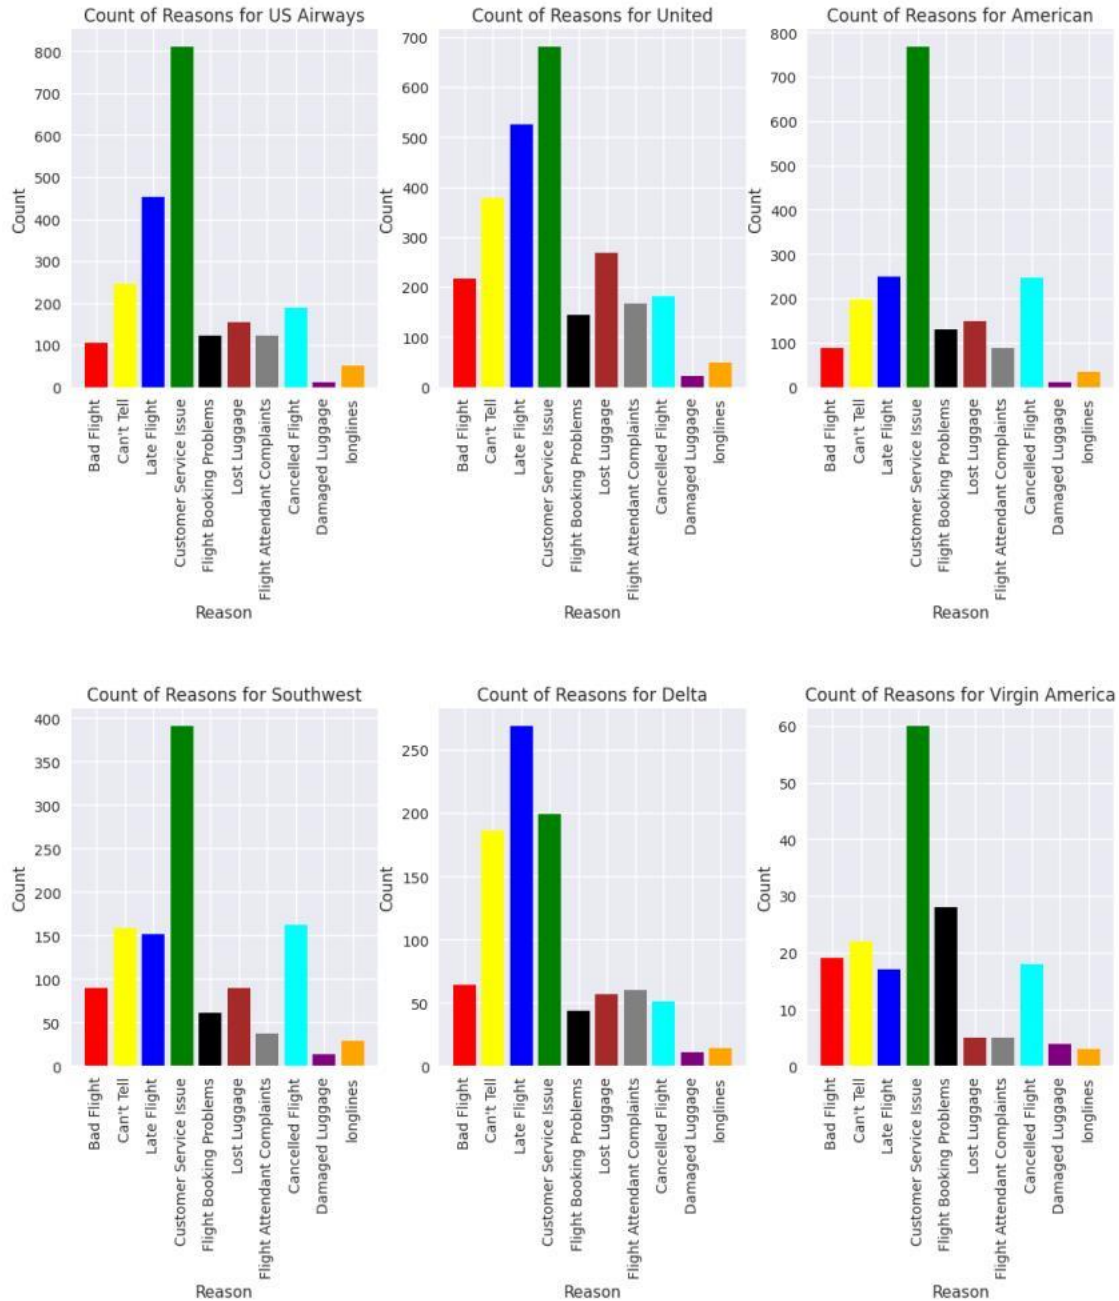 Count of Reasons for US Airways
Count
800
700
600
500
400
300
200
100
0
Bad Flight
Can't Tell
Late Flight
Customer Service Issue
Flight Booking Problems
Lost Luggage
Flight Attendant Complaints
Cancelled Flight
Damaged Luggage
longlines
Reason
Count of Reasons for United
Count
700
600
500
400
300
200
100
0
Bad Flight
Can't Tell
Late Flight
Customer Service Issue
Flight Booking Problems
Lost Luggage
Flight Attendant Complaints
Cancelled Flight
Damaged Luggage
longlines
Reason
Count of Reasons for American
Count
800
700
600
500
400
300
200
100
0
Bad Flight
Can't Tell
Late Flight
Customer Service Issue
Flight Booking Problems
Lost Luggage
Flight Attendant Complaints
Cancelled Flight
Damaged Luggage
longlines
Reason
Count of Reasons for Southwest
Count
400
350
300
250
200
150
100
50
0
Bad Flight
Can't Tell
Late Flight
Customer Service Issue
Flight Booking Problems
Lost Luggage
Flight Attendant Complaints
Cancelled Flight
Damaged Luggage
longlines
Reason
Count of Reasons for Delta
Count
250
200
150
100
50
0
Bad Flight
Can't Tell
Late Flight
Customer Service Issue
Flight Booking Problems
Lost Luggage
Flight Attendant Complaints
Cancelled Flight
Damaged Luggage
longlines
Reason
Count of Reasons for Virgin America
Count
60
50
40
30
20
10
0
Bad Flight
Can't Tell
Late Flight
Customer Service Issue
Flight Booking Problems
Lost Luggage
Flight Attendant Complaints
Cancelled Flight
Damaged Luggage
longlines
Reason